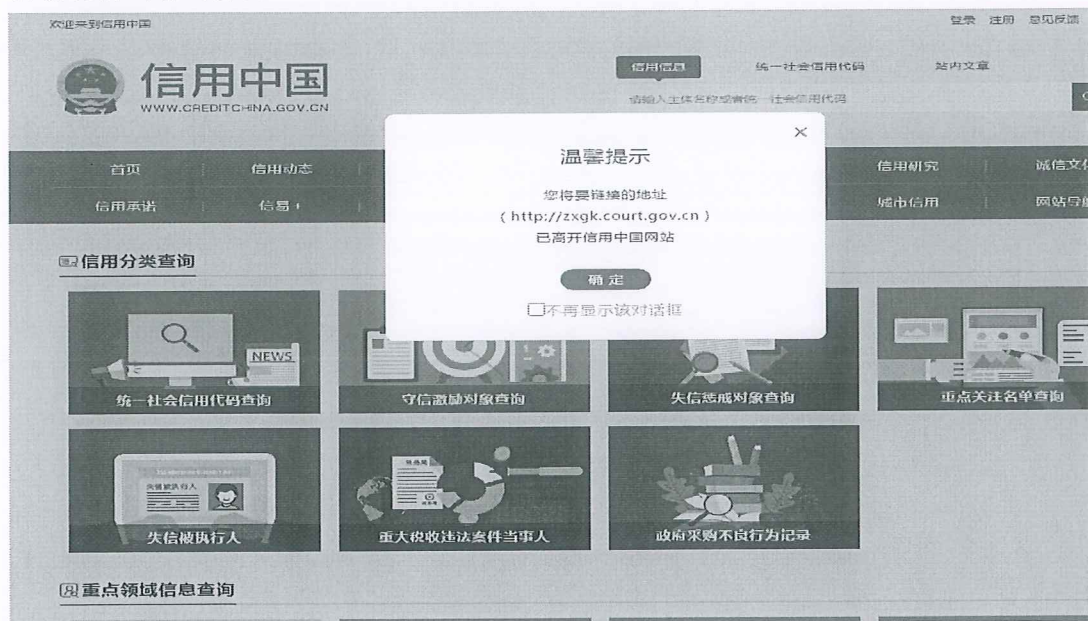 欢迎来到信用中国
登录 注册 意见反馈
信用中国
WWW.CREDITCHINA.GOV.CN
信用信息 统一社会信用代码 站内文章
请输入主体名称或者统一社会信用代码
温馨提示
您将要链接的地址
( http://zxgk.court.gov.cn )
已离开信用中国网站
确定
不再显示该对话框
首页 信用动态 信用研究 诚信文化
信用承诺 信易+ 城市信用 网站导航
信用分类查询
NEWS
统一社会信用代码查询 守信激励对象查询 失信惩戒对象查询 重点关注名单查询
失信被执行人
失信被执行人 重大税收违法案件当事人 政府采购不良行为记录
重点领域信息查询